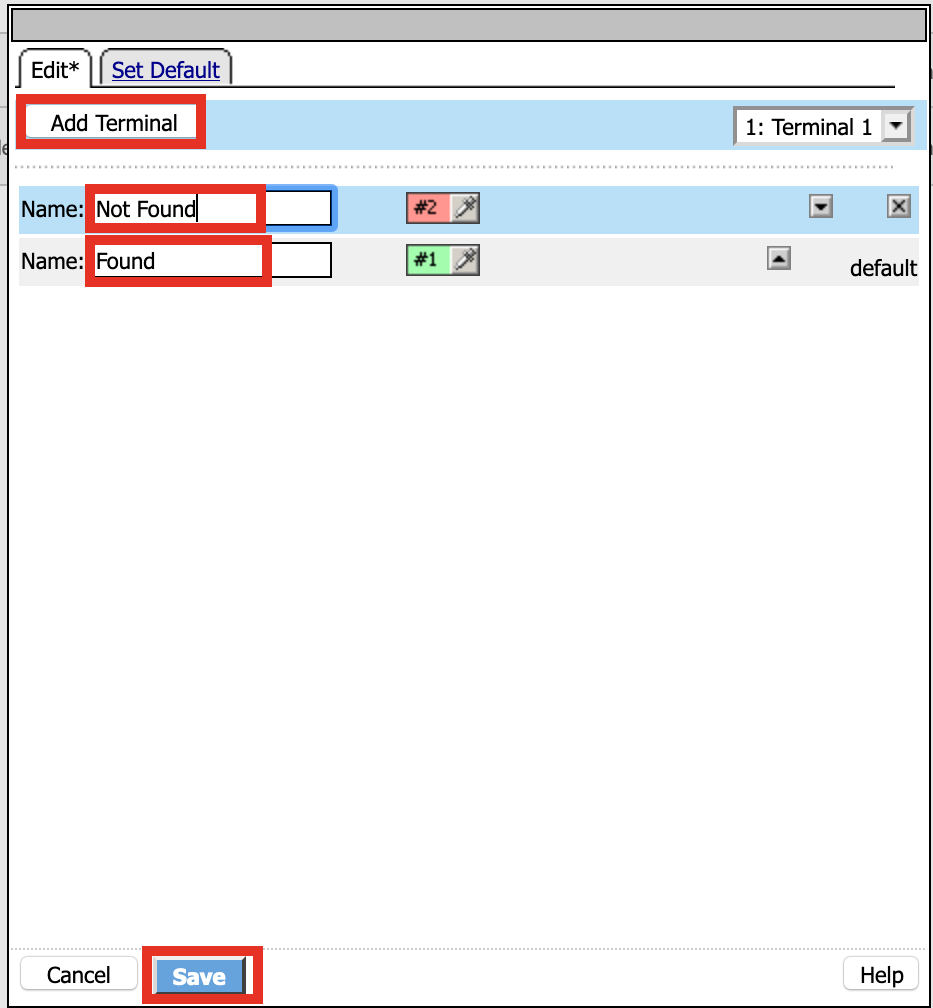 Edit* Set Default
Add Terminal 1: Terminal 1
Name: Not Found #2
Name: Found #1 default
Cancel Save Help